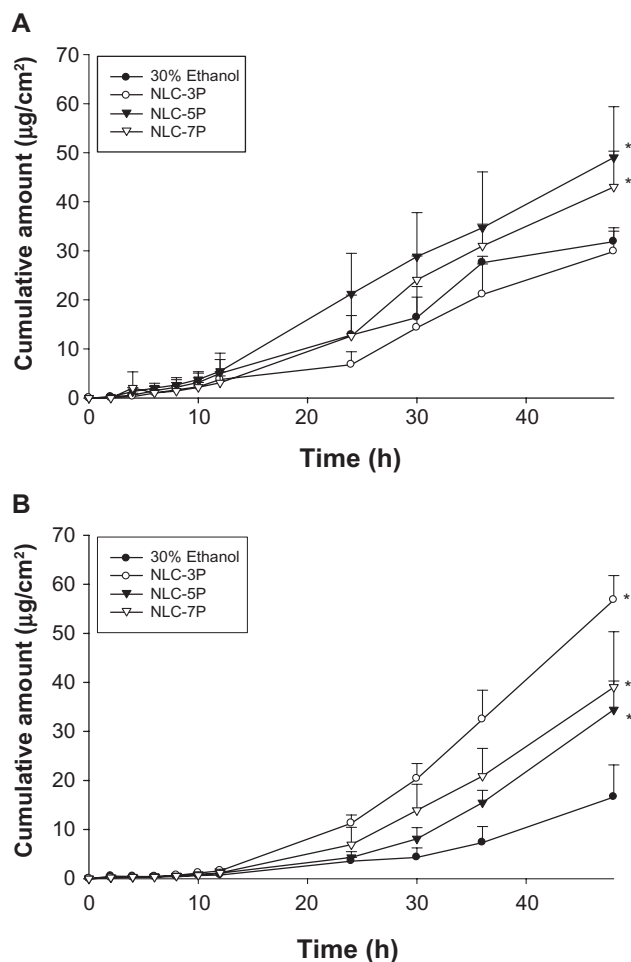 A
70
60
50
40
30
20
10
0
Cumulative amount (µg/cm²)
30% Ethanol
NLC-3P
NLC-5P
NLC-7P
*
*
0 10 20 30 40
Time (h)
B
70
60
50
40
30
20
10
0
Cumulative amount (µg/cm²)
30% Ethanol
NLC-3P
NLC-5P
NLC-7P
*
*
*
0 10 20 30 40
Time (h)